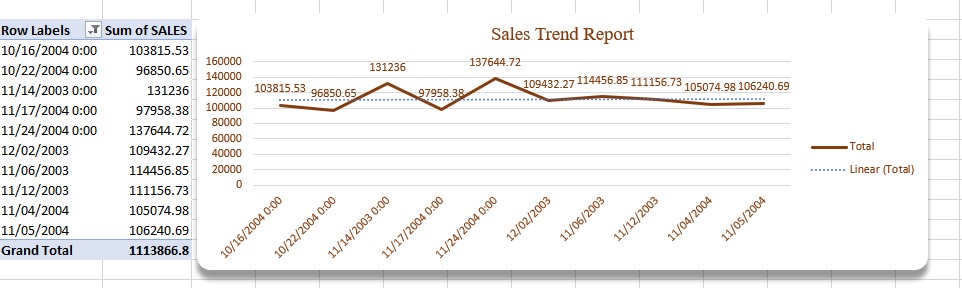 Row Labels Sum of SALES
10/16/2004 0:00 103815.53
10/22/2004 0:00 96850.65
11/14/2003 0:00 131236
11/17/2004 0:00 97958.38
11/24/2004 0:00 137644.72
12/02/2003 109432.27
11/06/2003 114456.85
11/12/2003 111156.73
11/04/2004 105074.98
11/05/2004 106240.69
Grand Total 1113866.8
Sales Trend Report
160000
140000
120000
100000
80000
60000
40000
20000
0
103815.53 96850.65 131236 97958.38 137644.72 109432.27 114456.85 111156.73 105074.98 106240.69
10/16/2004 0:00
10/22/2004 0:00
11/14/2003 0:00
11/17/2004 0:00
11/24/2004 0:00
12/02/2003
11/06/2003
11/12/2003
11/04/2004
11/05/2004
Total
Linear (Total)